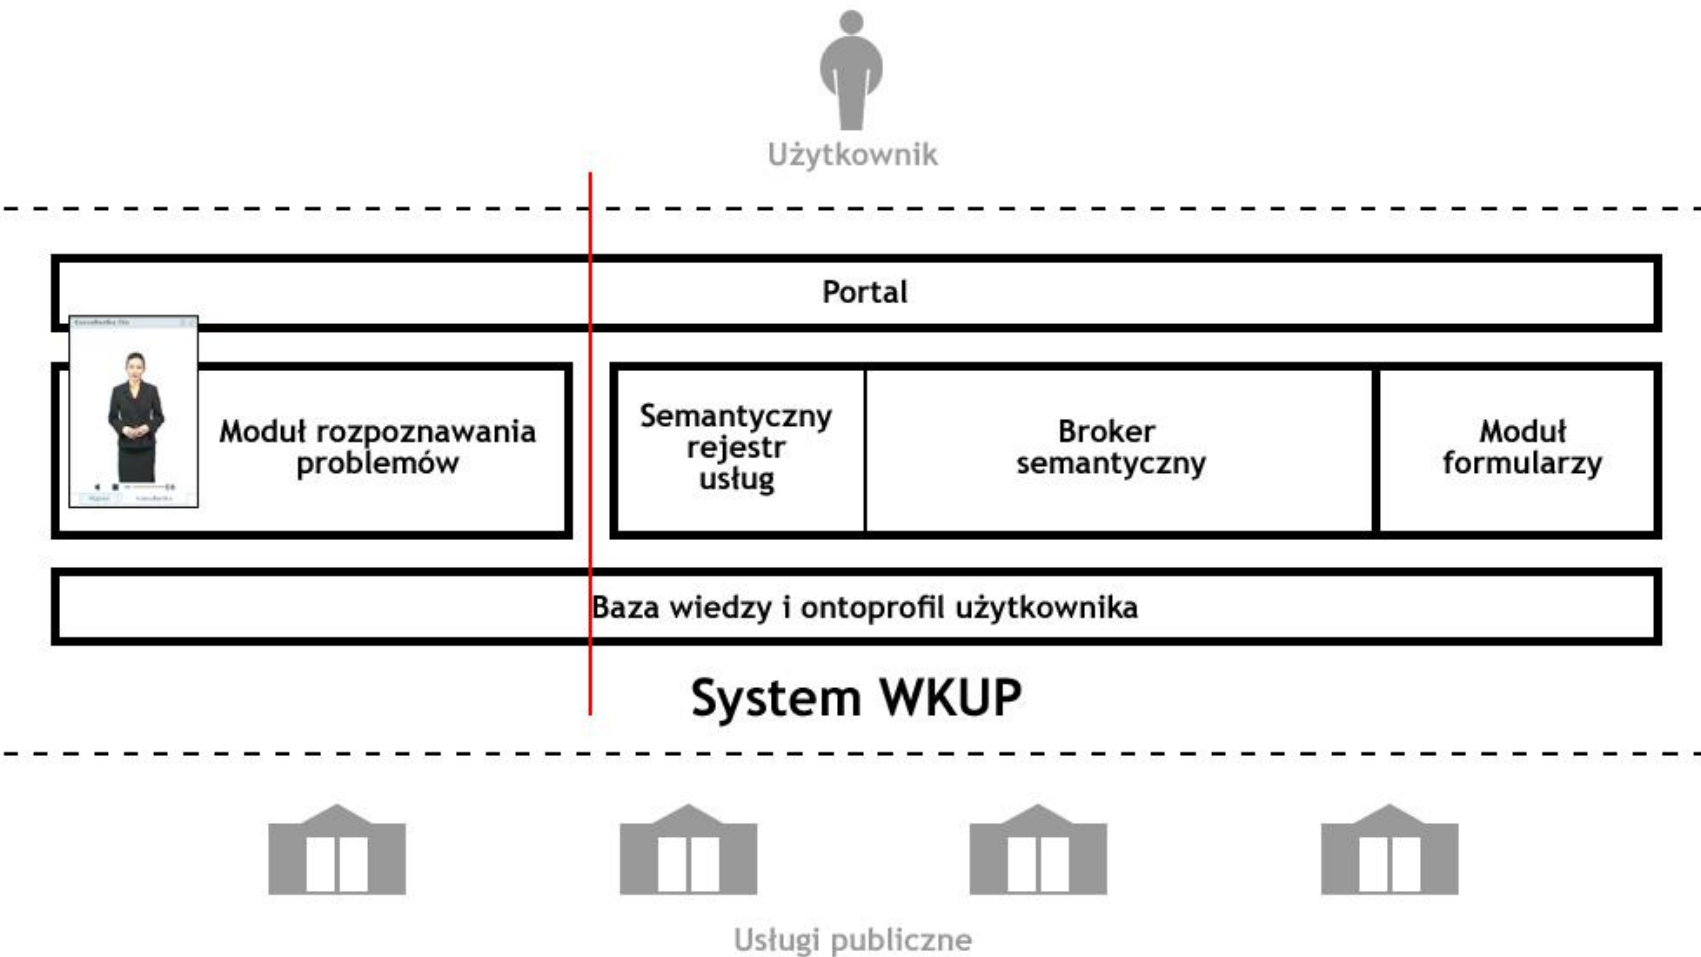 Użytkownik
Portal
Moduł rozpoznawania
problemów
Semantyczny
rejestr
usług
Broker
semantyczny
Moduł
formularzy
Baza wiedzy i ontoprofil użytkownika
System WKUP
Usługi publiczne